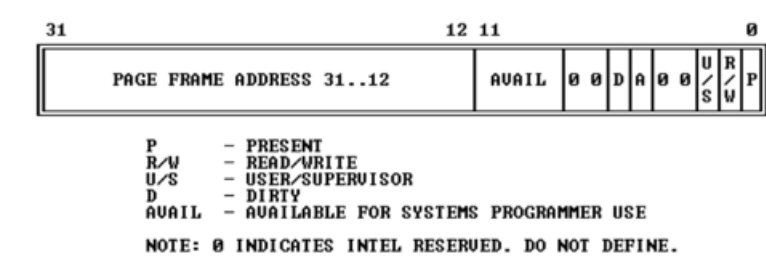 31 12 11 0
PAGE FRAME ADDRESS 31..12 AVAIL 0 0 D A 0 0 U/S R/W P
P - PRESENT
R/W - READ/WRITE
U/S - USER/SUPERVISOR
D - DIRTY
AVAIL - AVAILABLE FOR SYSTEMS PROGRAMMER USE
NOTE: 0 INDICATES INTEL RESERVED. DO NOT DEFINE.